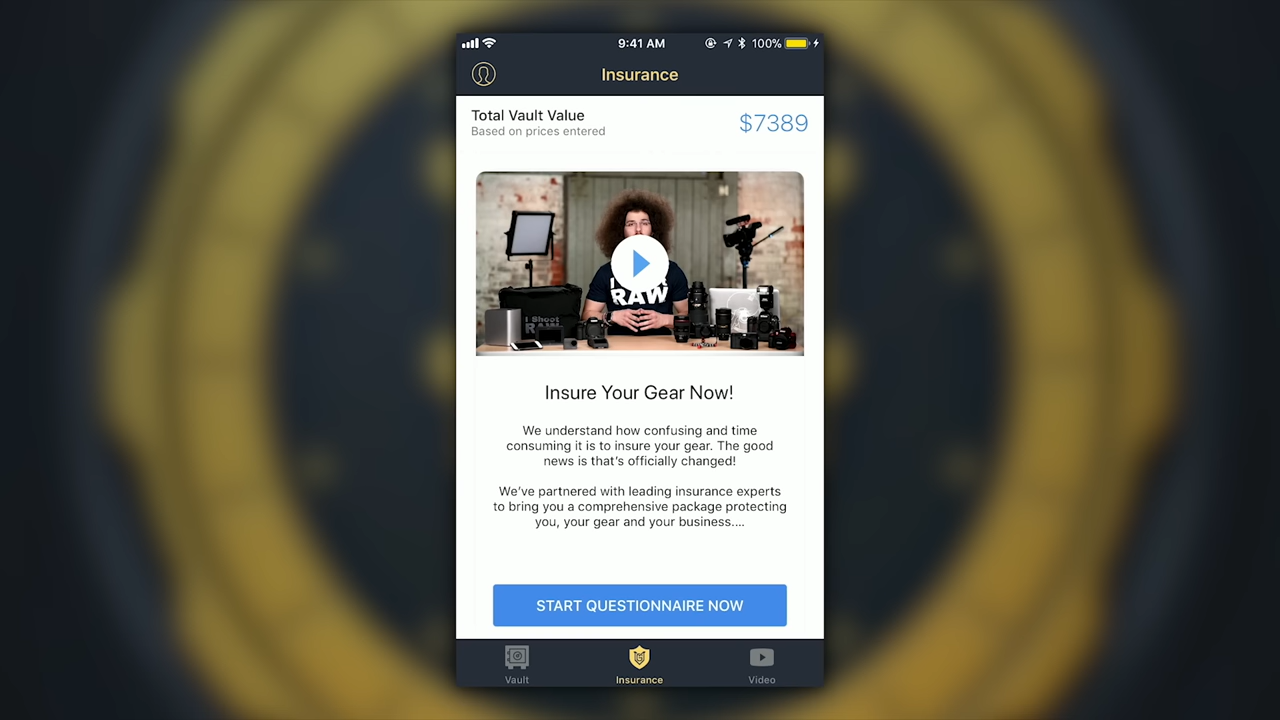 9:41 AM
100%
Insurance
Total Vault Value
Based on prices entered
$7389
I Shoot
RAW
RAW
Insure Your Gear Now!
We understand how confusing and time
consuming it is to insure your gear. The good
news is that's officially changed!
We've partnered with leading insurance experts
to bring you a comprehensive package protecting
you, your gear and your business....
START QUESTIONNAIRE NOW
Vault
Insurance
Video